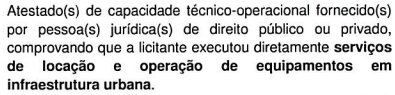 Atestado(s) de capacidade técnico-operacional fornecido(s)
por pessoa(s) jurídica(s) de direito público ou privado,
comprovando que a licitante executou diretamente serviços
de locação e operação de equipamentos em
infraestrutura urbana.